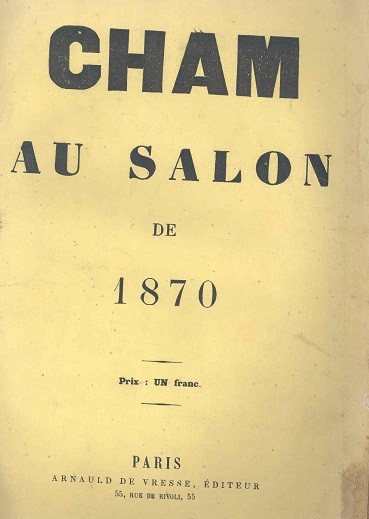 CHAM
AU SALON
DE
1870
Prix : UN franc.
PARIS
ARNAULD DE VRESSE, ÉDITEUR
55, RUE DE RIVOLI, 55